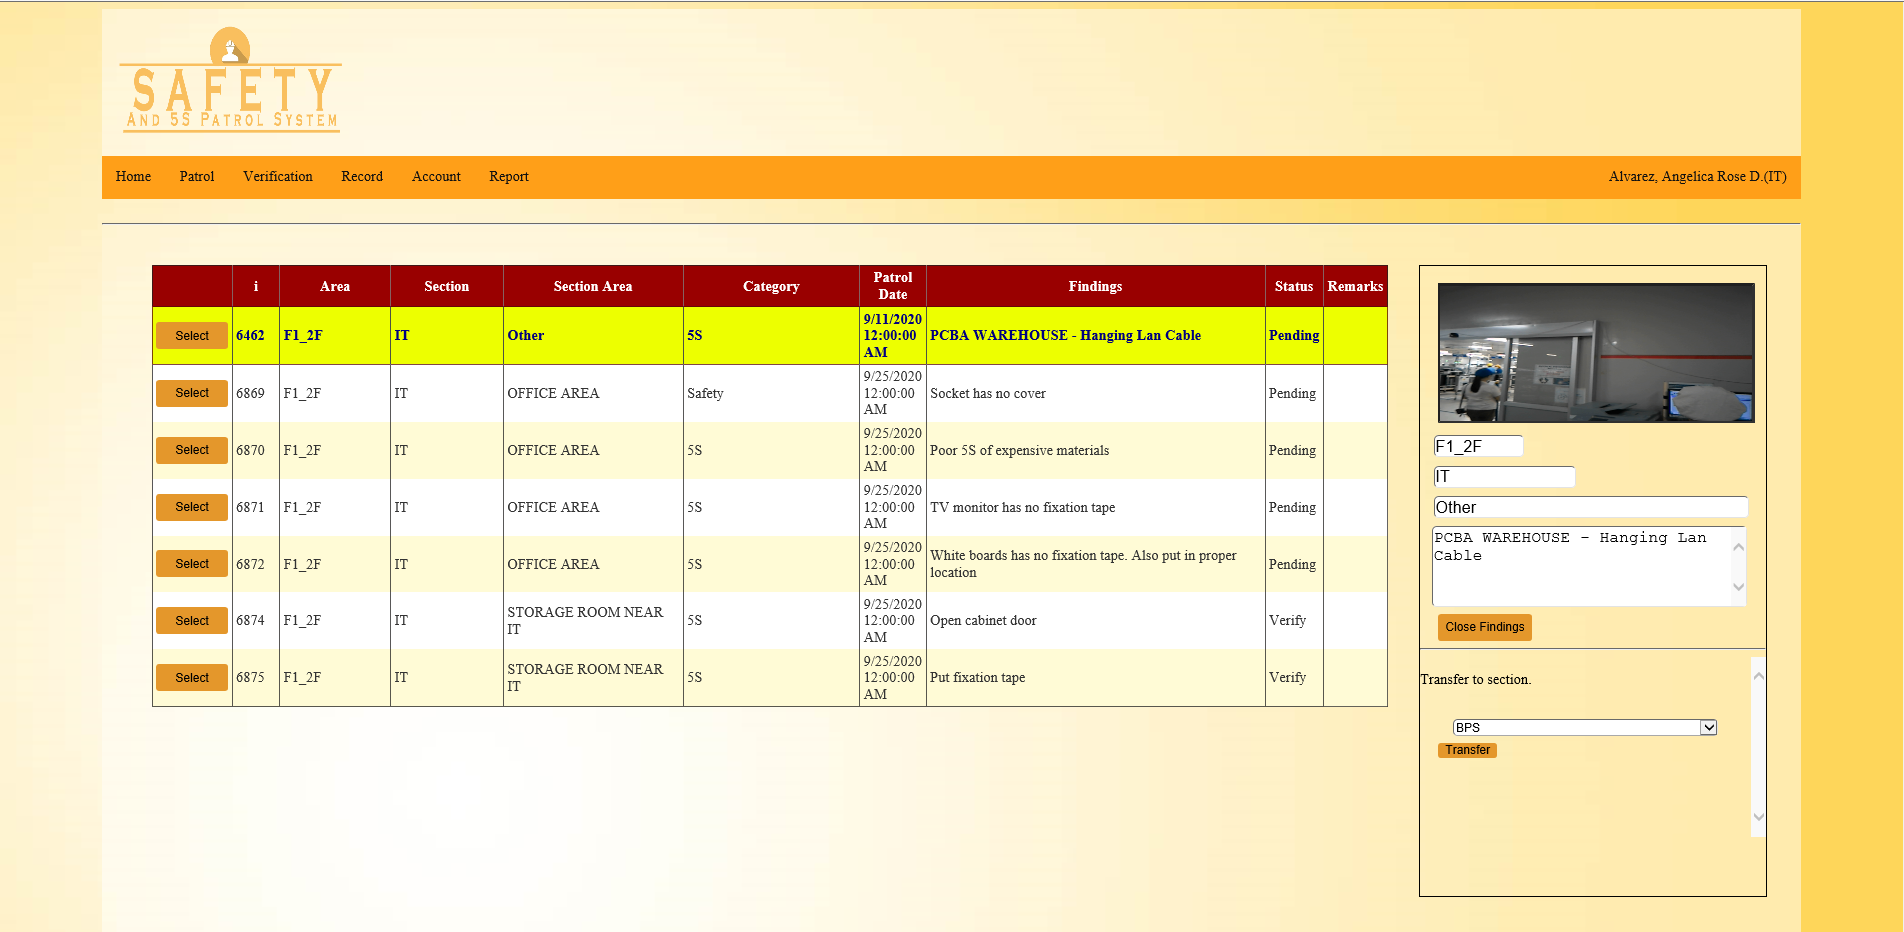 SAFETY
AND 5S PATROL SYSTEM
Home Patrol Verification Record Account Report Alvarez, Angelica Rose D.(IT)
i Area Section Section Area Category Patrol Date Findings Status Remarks
Select 6462 F1_2F IT Other 5S 9/11/2020 12:00:00 AM PCBA WAREHOUSE - Hanging Lan Cable Pending
Select 6869 F1_2F IT OFFICE AREA Safety 9/25/2020 12:00:00 AM Socket has no cover Pending
Select 6870 F1_2F IT OFFICE AREA 5S 9/25/2020 12:00:00 AM Poor 5S of expensive materials Pending
Select 6871 F1_2F IT OFFICE AREA 5S 9/25/2020 12:00:00 AM TV monitor has no fixation tape Pending
Select 6872 F1_2F IT OFFICE AREA 5S 9/25/2020 12:00:00 AM White boards has no fixation tape. Also put in proper location Pending
Select 6874 F1_2F IT STORAGE ROOM NEAR IT 5S 9/25/2020 12:00:00 AM Open cabinet door Verify
Select 6875 F1_2F IT STORAGE ROOM NEAR IT 5S 9/25/2020 12:00:00 AM Put fixation tape Verify
F1_2F
IT
Other
PCBA WAREHOUSE - Hanging Lan
Cable
Close Findings
Transfer to section.
BPS
Transfer